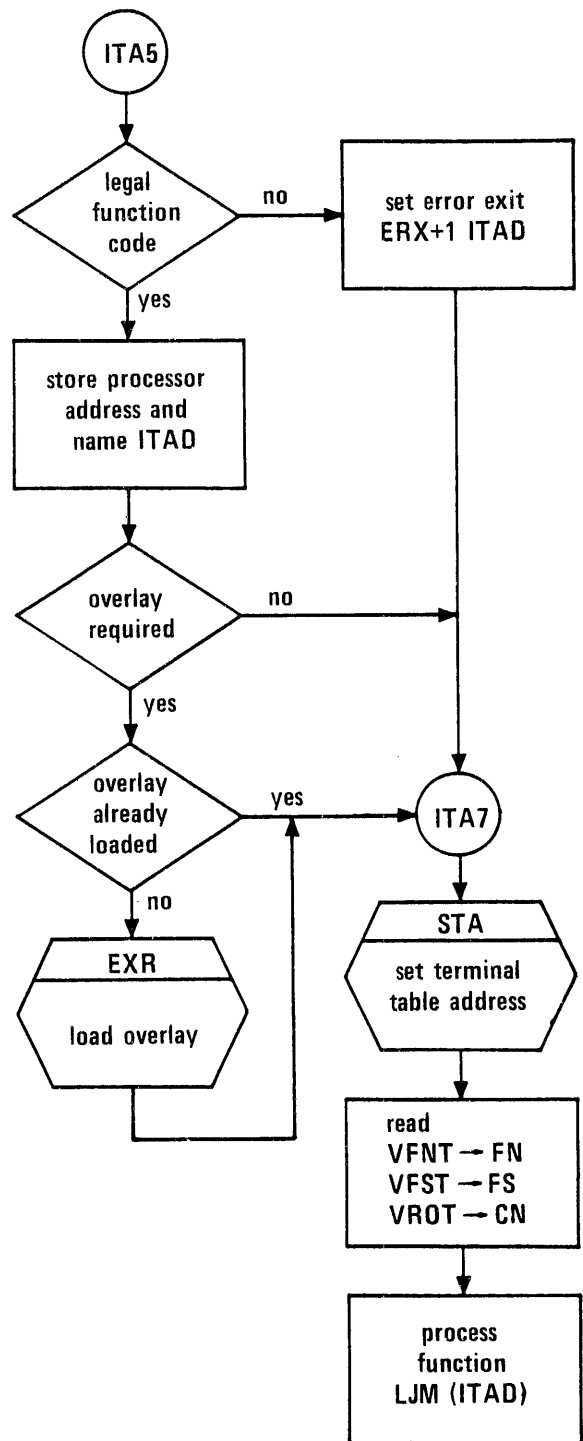 ITA5
legal
function
code
no
set error exit
ERX+1 ITAD
yes
store processor
address and
name ITAD
overlay
required
no
yes
overlay
already
loaded
yes
ITA7
no
EXR
load overlay
STA
set terminal
table address
read
VFNT → FN
VFST → FS
VROT → CN
process
function
LJM (ITAD)